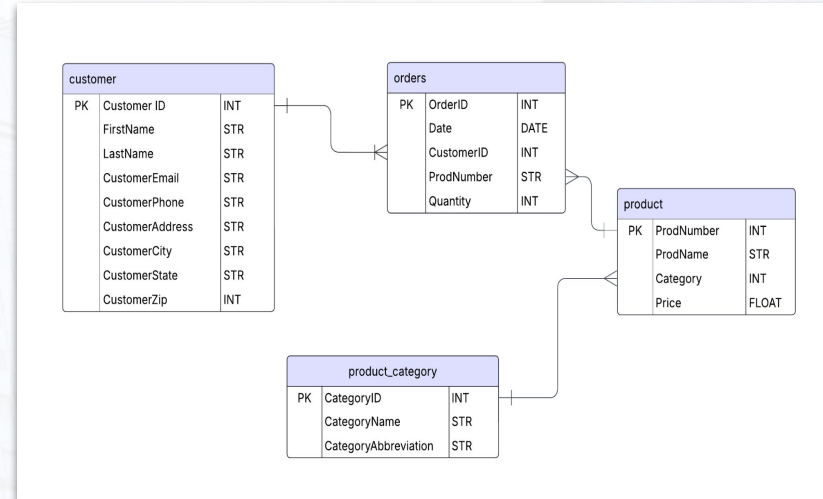 customer
PK Customer ID INT
FirstName STR
LastName STR
CustomerEmail STR
CustomerPhone STR
CustomerAddress STR
CustomerCity STR
CustomerState STR
CustomerZip INT
orders
PK OrderID INT
Date DATE
CustomerID INT
ProdNumber STR
Quantity INT
product
PK ProdNumber INT
ProdName STR
Category INT
Price FLOAT
product_category
PK CategoryID INT
CategoryName STR
CategoryAbbreviation STR